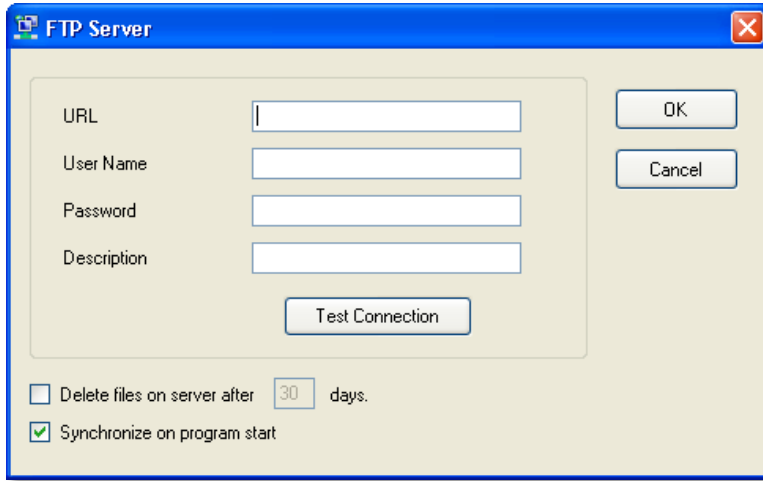 FTP Server
URL
OK
User Name
Cancel
Password
Description
Test Connection
Delete files on server after 30 days.
Synchronize on program start